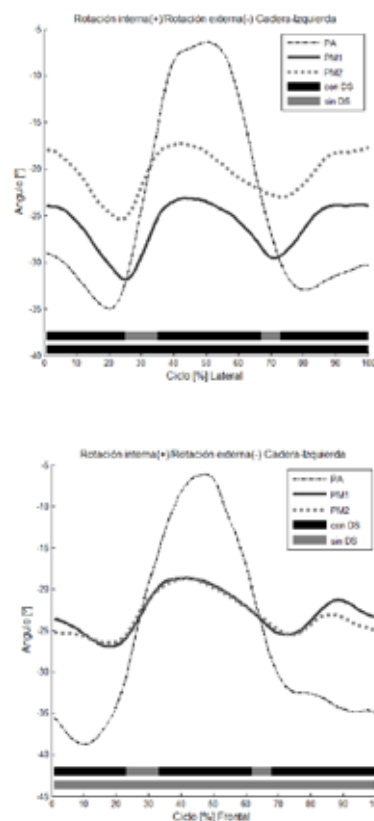 Rotación interna(+)/Rotación externa(-) Cadera-Izquierda
-5
PA
PM1
PM2
con DS
sin DS
-10
-15
-20
-25
-30
-35
-40
Angulo [°]
0 10 20 30 40 50 60 70 80 90 100
Ciclo [%] Lateral
Rotación interna(+)/Rotación externa(-) Cadera-Izquierda
-5
PA
PM1
PM2
con DS
sin DS
-10
-15
-20
-25
-30
-35
-40
-45
Angulo [°]
0 10 20 30 40 50 60 70 80 90 100
Ciclo [%] Frontal